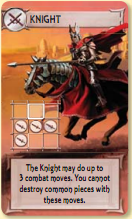 KNIGHT
The Knight may do up to
3 combat moves. You cannot
destroy common pieces with
these moves.